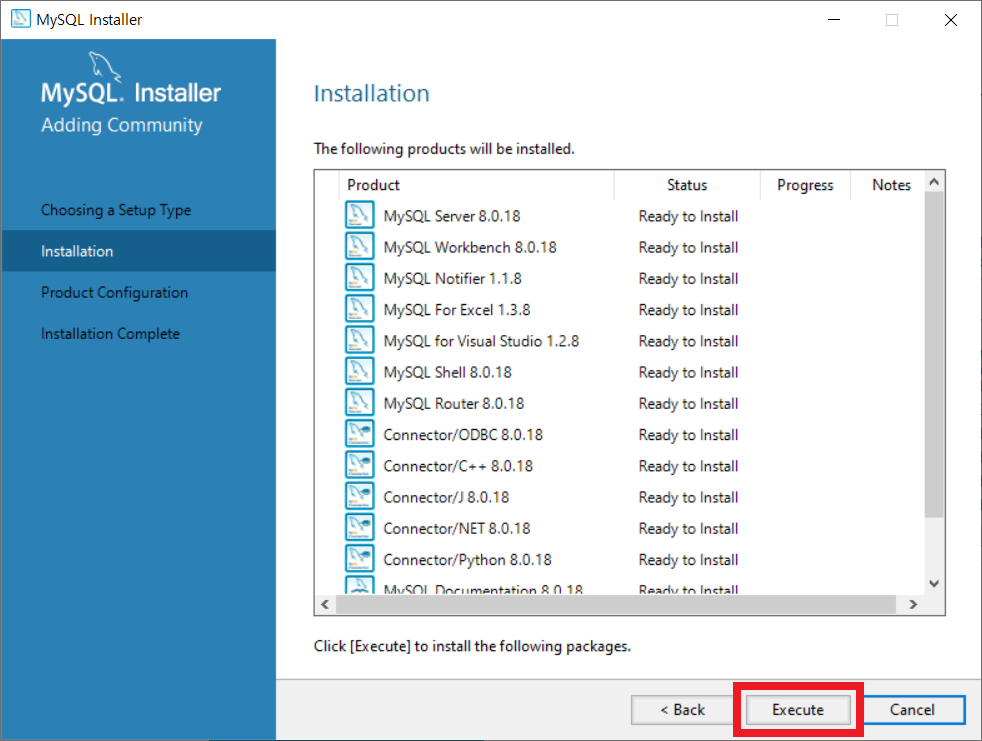 MySQL Installer
MySQL. Installer
Adding Community
Choosing a Setup Type
Installation
Product Configuration
Installation Complete
Installation
The following products will be installed.
Product Status Progress Notes
MySQL Server 8.0.18 Ready to Install
MySQL Workbench 8.0.18 Ready to Install
MySQL Notifier 1.1.8 Ready to Install
MySQL For Excel 1.3.8 Ready to Install
MySQL for Visual Studio 1.2.8 Ready to Install
MySQL Shell 8.0.18 Ready to Install
MySQL Router 8.0.18 Ready to Install
Connector/ODBC 8.0.18 Ready to Install
Connector/C++ 8.0.18 Ready to Install
Connector/J 8.0.18 Ready to Install
Connector/NET 8.0.18 Ready to Install
Connector/Python 8.0.18 Ready to Install
MySQL Documentation 8.0.18 Ready to Install
Click [Execute] to install the following packages.
< Back Execute Cancel